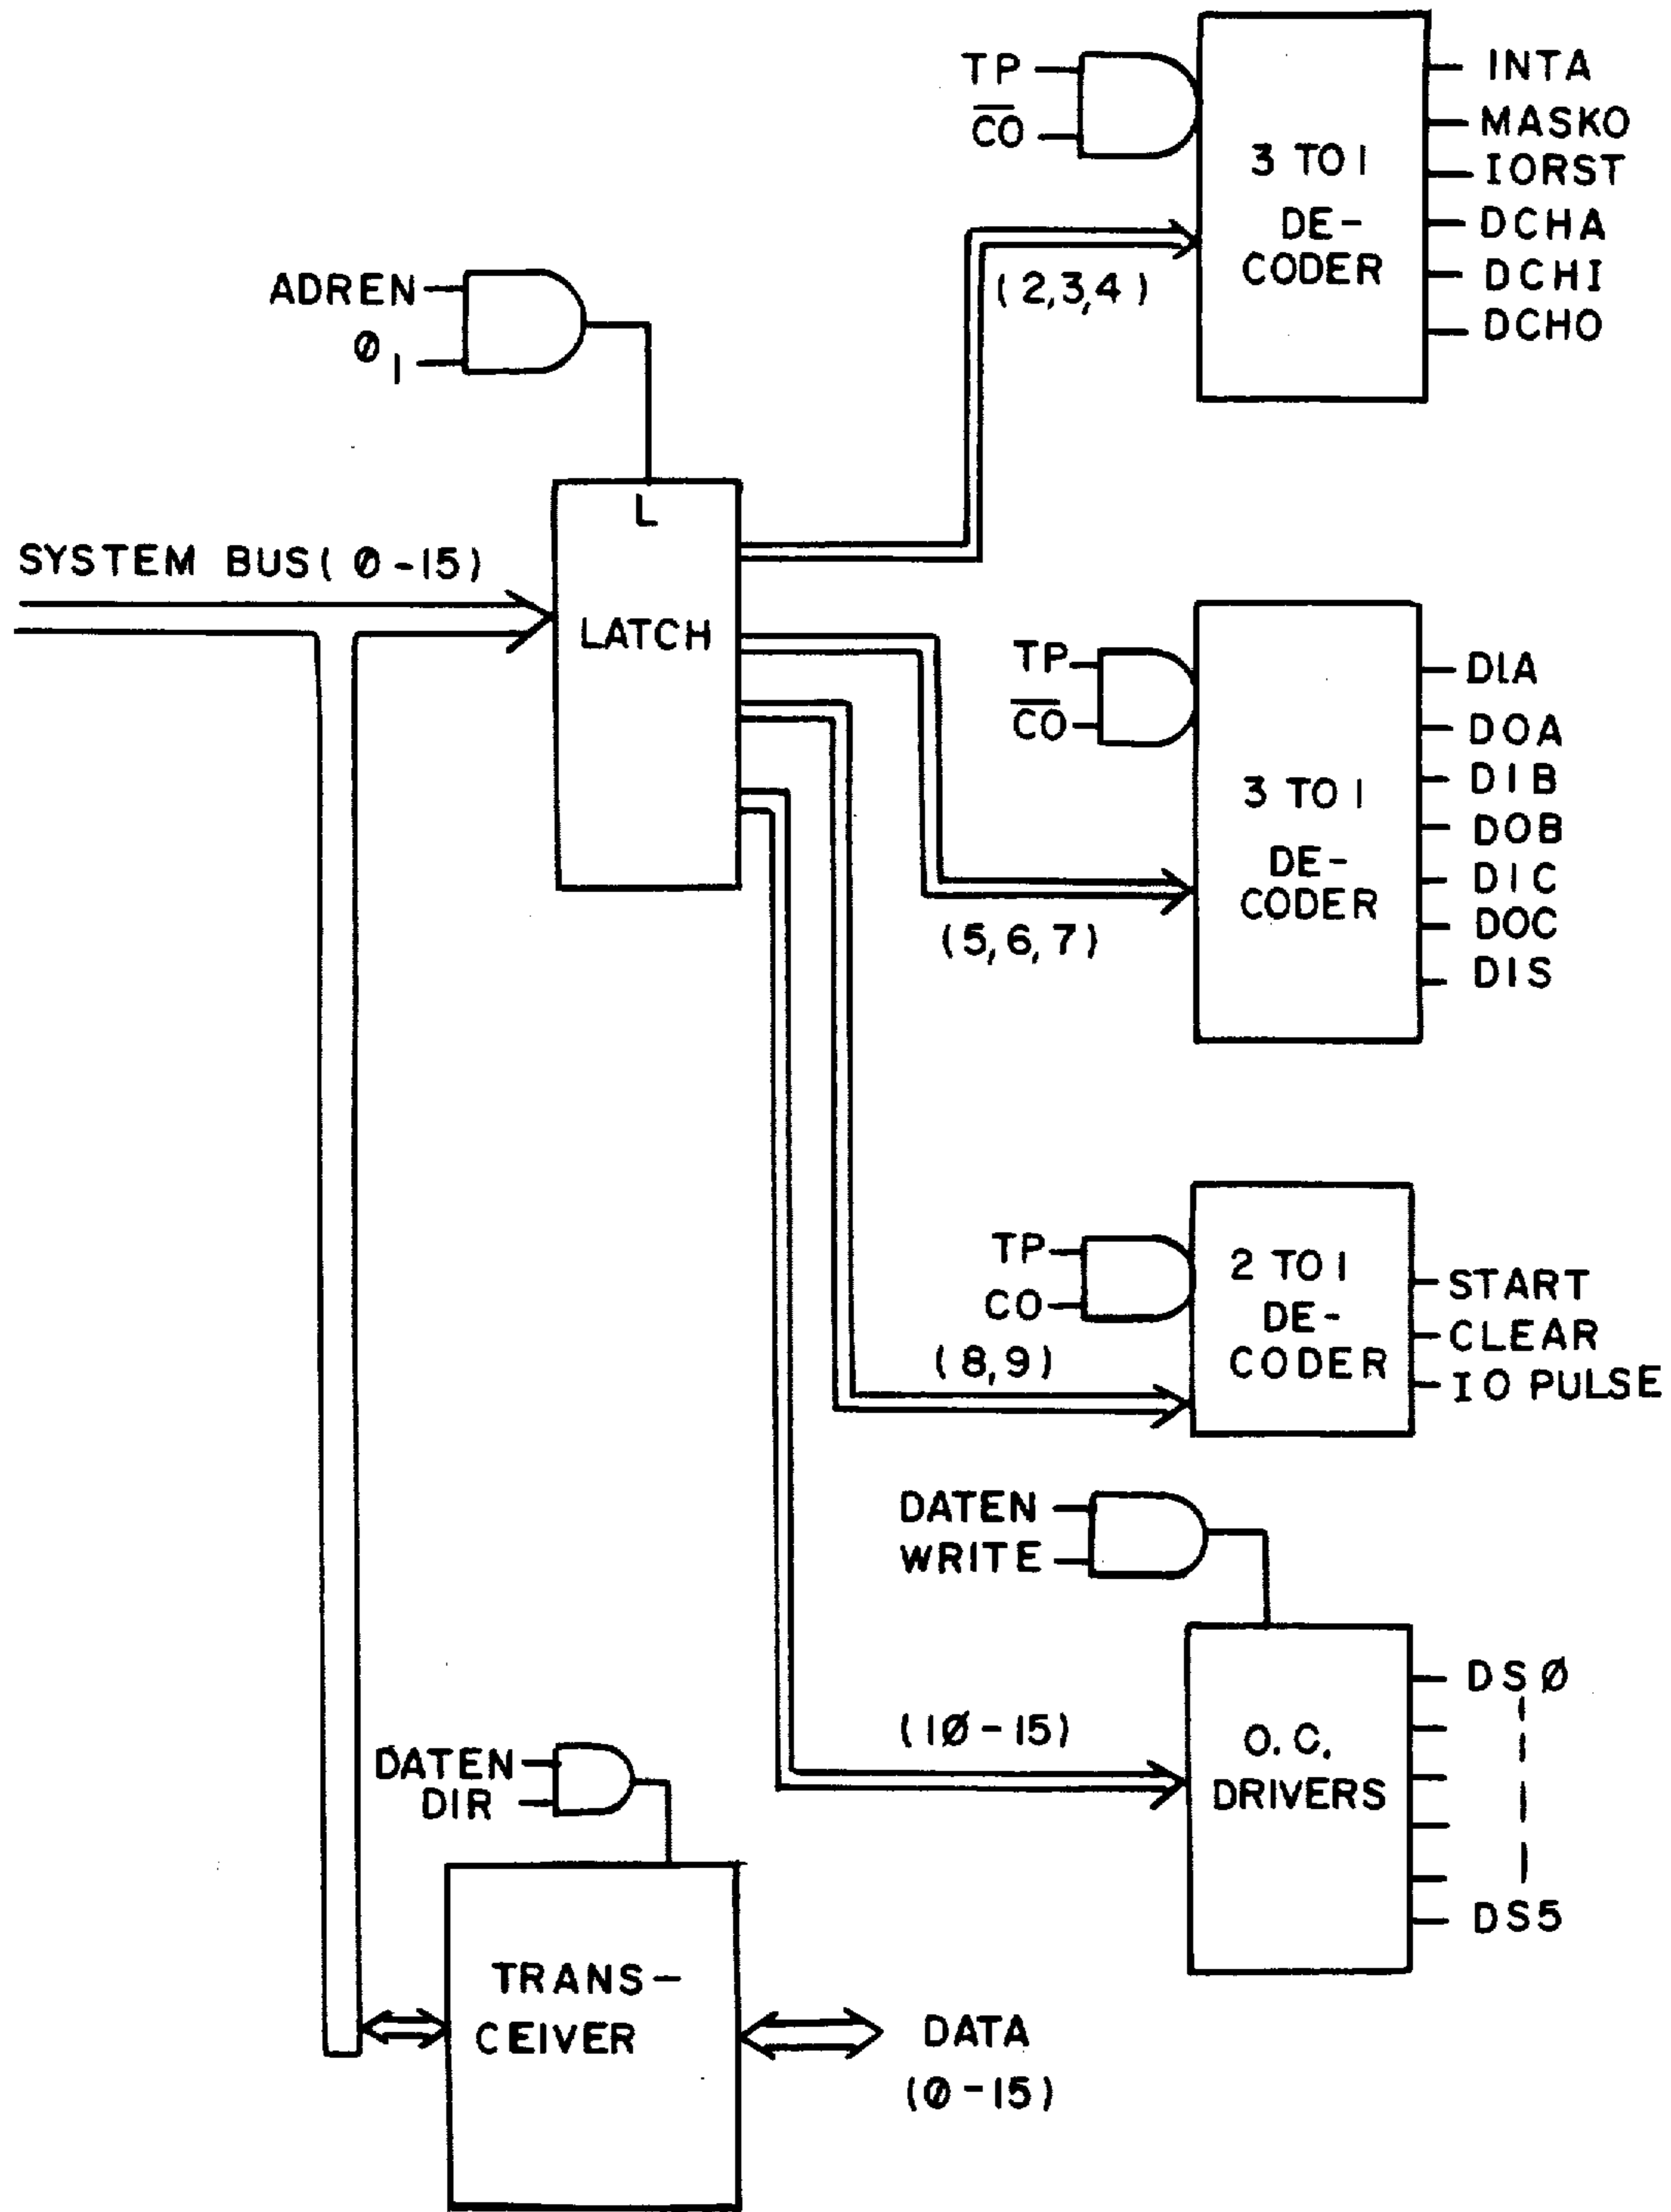 TP
C̅O̅
3 TO 1
DE-
CODER
INTA
MASKO
IORST
DCHA
DCHI
DCHO
(2,3,4)
ADREN
Ø1
L
SYSTEM BUS(Ø-15)
LATCH
TP
C̅O̅
3 TO 1
DE-
CODER
DIA
DOA
DIB
DOB
DIC
DOC
DIS
(5,6,7)
TP
CO
2 TO 1
DE-
CODER
START
CLEAR
IO PULSE
(8,9)
DATEN
WRITE
(1Ø-15)
O.C.
DRIVERS
DSØ
DS5
DATEN
DIR
TRANS-
CEIVER
DATA
(Ø-15)